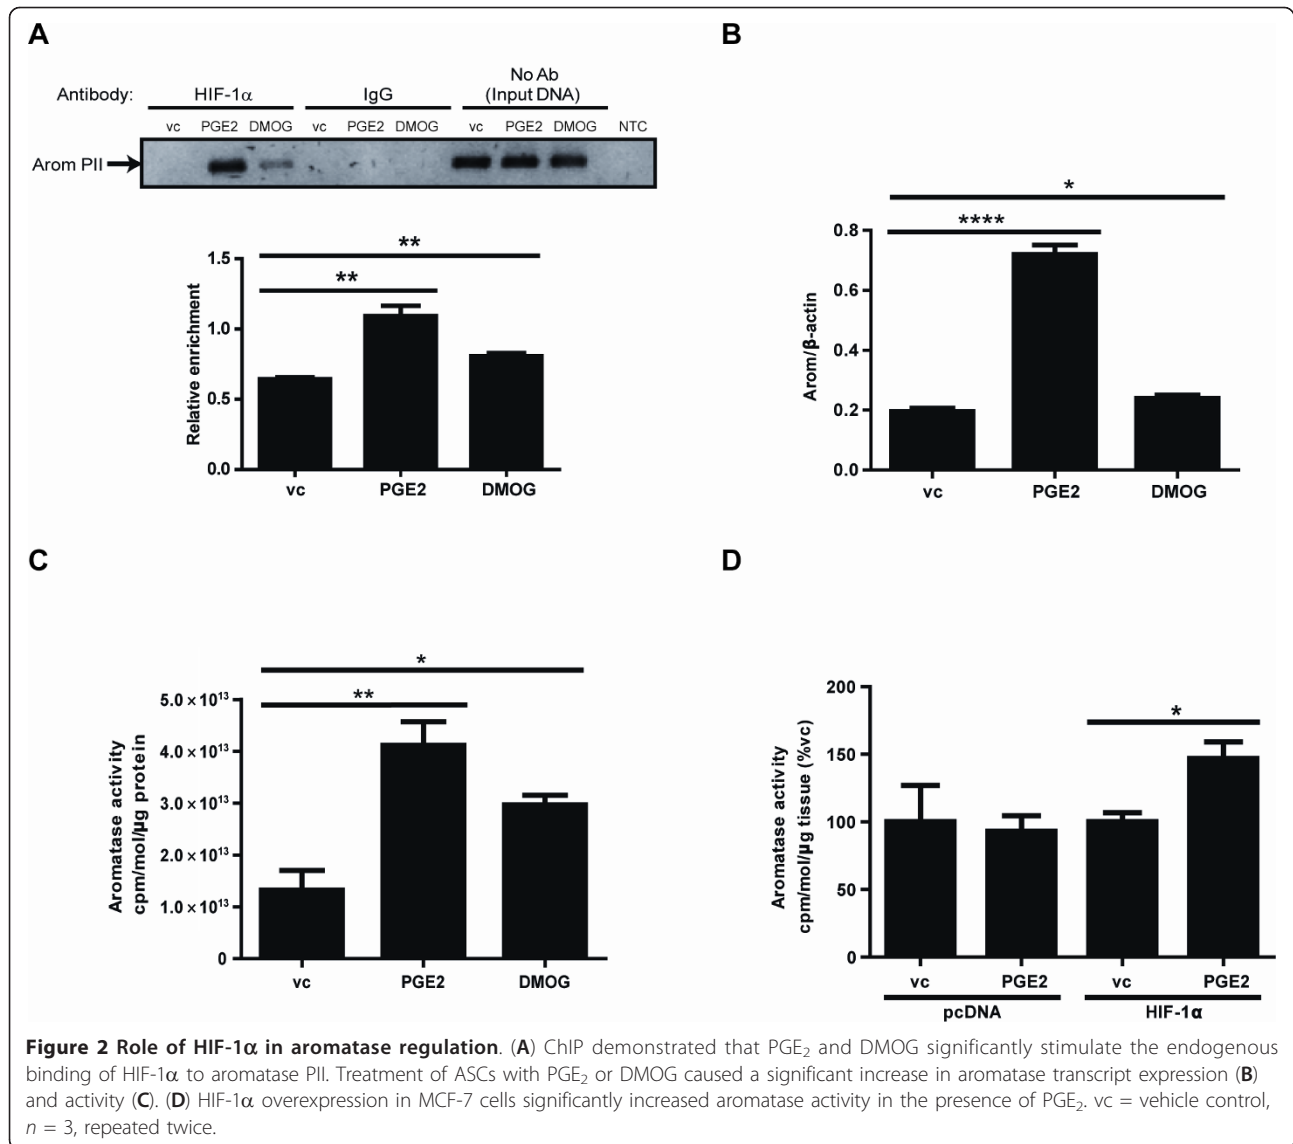 A
Antibody:
HIF-1α
IgG
No Ab
(Input DNA)
vc PGE2 DMOG vc PGE2 DMOG vc PGE2 DMOG NTC
Arom PII
**
**
1.5
1.0
0.5
0.0
Relative enrichment
vc PGE2 DMOG
B
*
****
0.8
0.6
0.4
0.2
0.0
Arom/β-actin
vc PGE2 DMOG
C
*
**
5.0 × 10¹³
4.0 × 10¹³
3.0 × 10¹³
2.0 × 10¹³
1.0 × 10¹³
0
Aromatase activity
cpm/mol/µg protein
vc PGE2 DMOG
D
*
200
150
100
50
0
Aromatase activity
cpm/mol/µg tissue (%vc)
vc PGE2 vc PGE2
pcDNA HIF-1α
Figure 2 Role of HIF-1α in aromatase regulation. (A) ChIP demonstrated that PGE₂ and DMOG significantly stimulate the endogenous
binding of HIF-1α to aromatase PII. Treatment of ASCs with PGE₂ or DMOG caused a significant increase in aromatase transcript expression (B)
and activity (C). (D) HIF-1α overexpression in MCF-7 cells significantly increased aromatase activity in the presence of PGE₂. vc = vehicle control,
n = 3, repeated twice.